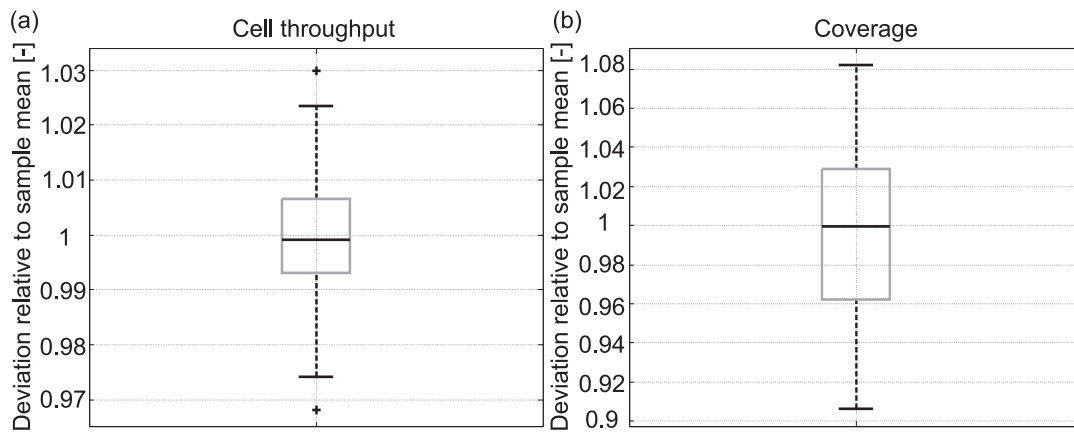 (a)
Cell throughput
Deviation relative to sample mean [-]
1.03
1.02
1.01
1
0.99
0.98
0.97
(b)
Coverage
Deviation relative to sample mean [-]
1.08
1.06
1.04
1.02
1
0.98
0.96
0.94
0.92
0.9